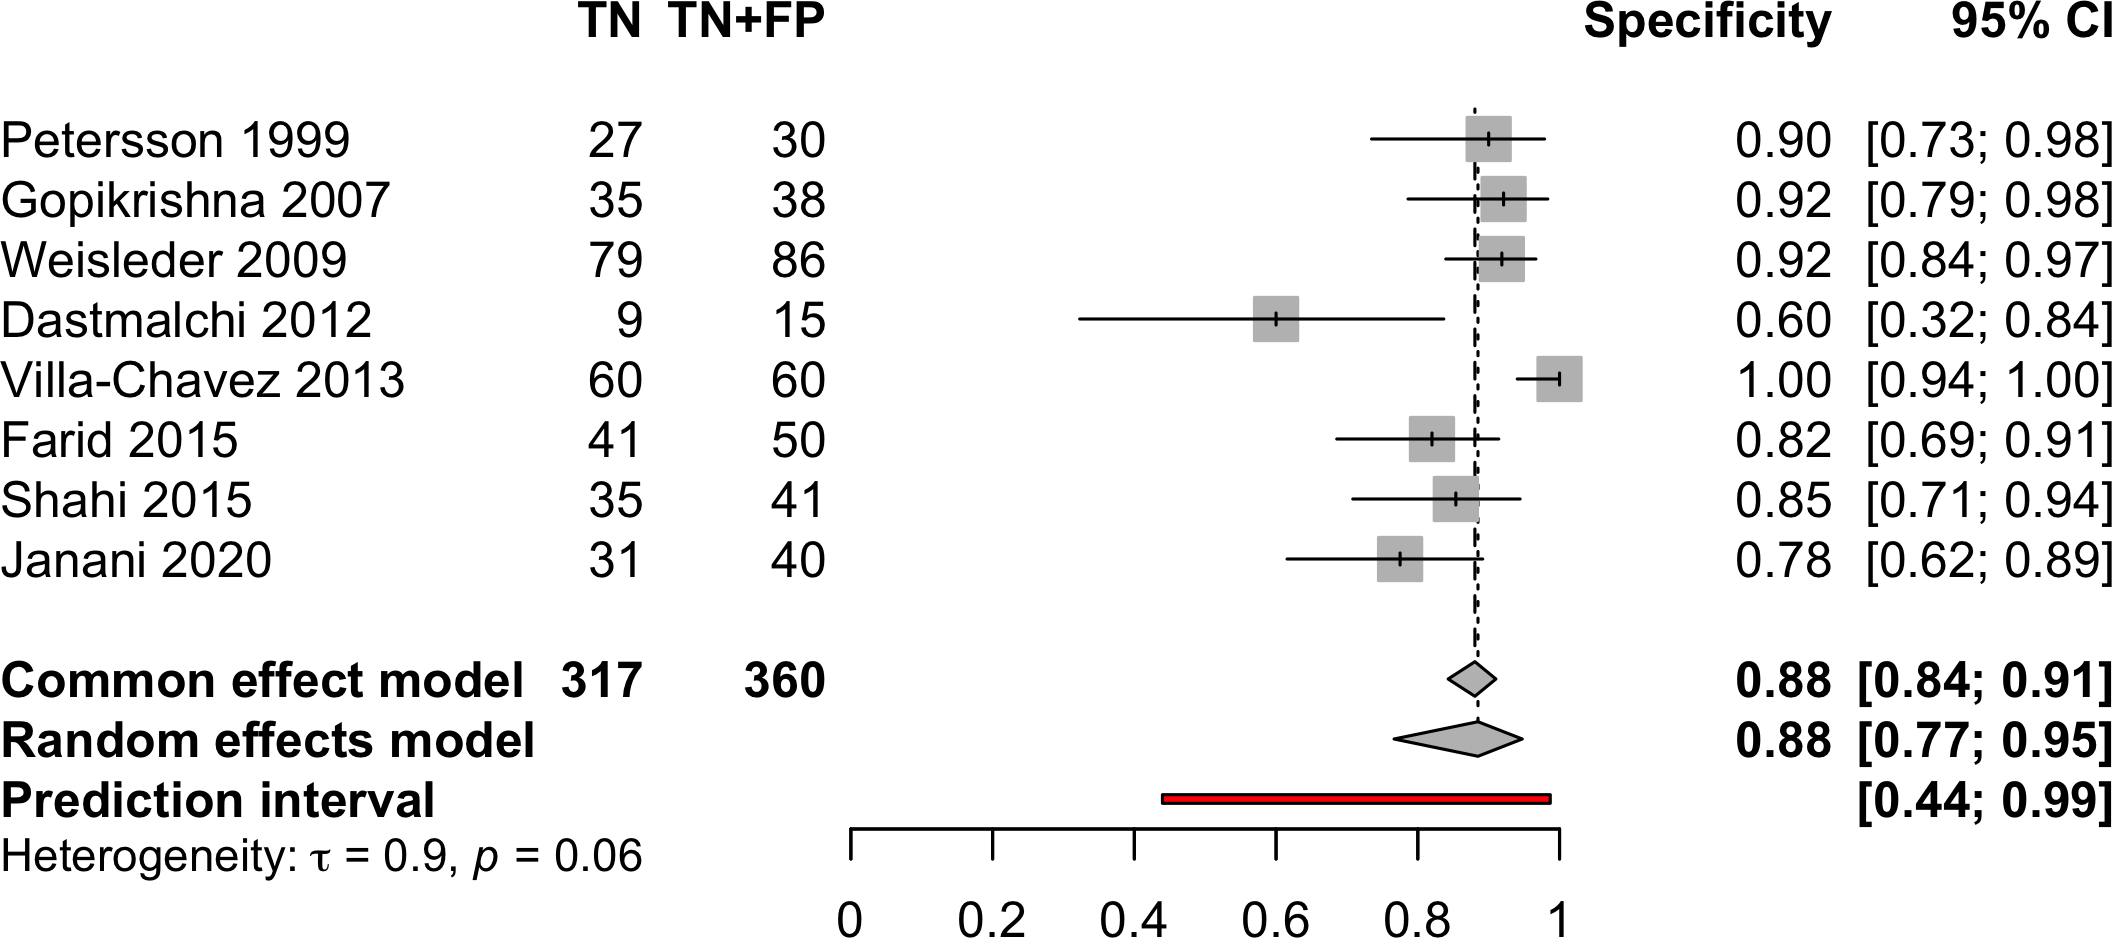 TN TN+FP Specificity 95% CI
Petersson 1999 27 30 0.90 [0.73; 0.98]
Gopikrishna 2007 35 38 0.92 [0.79; 0.98]
Weisleder 2009 79 86 0.92 [0.84; 0.97]
Dastmalchi 2012 9 15 0.60 [0.32; 0.84]
Villa-Chavez 2013 60 60 1.00 [0.94; 1.00]
Farid 2015 41 50 0.82 [0.69; 0.91]
Shahi 2015 35 41 0.85 [0.71; 0.94]
Janani 2020 31 40 0.78 [0.62; 0.89]
Common effect model 317 360 0.88 [0.84; 0.91]
Random effects model 0.88 [0.77; 0.95]
Prediction interval [0.44; 0.99]
Heterogeneity: τ = 0.9, p = 0.06
0 0.2 0.4 0.6 0.8 1